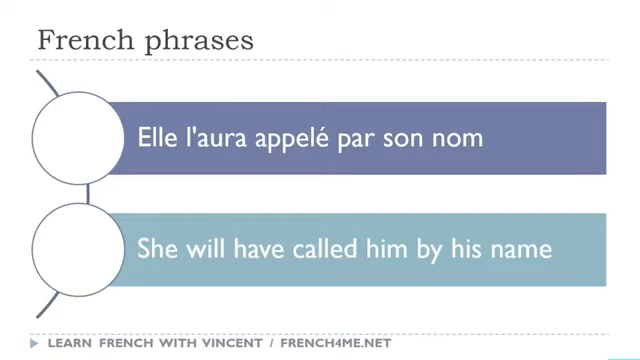 French phrases
Elle l'aura appelé par son nom
She will have called him by his name
LEARN FRENCH WITH VINCENT / FRENCH4ME.NET